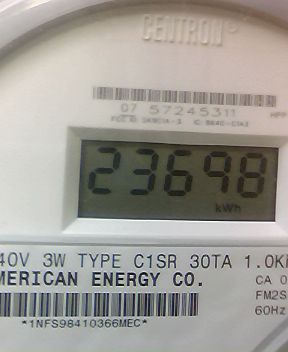 CENTRON®
07 57245311
23698
kWh
40V 3W TYPE C1SR 30TA 1.0K
MERICAN ENERGY CO.
CA 0
FM2S
60Hz
*1NFS98410366MEC*